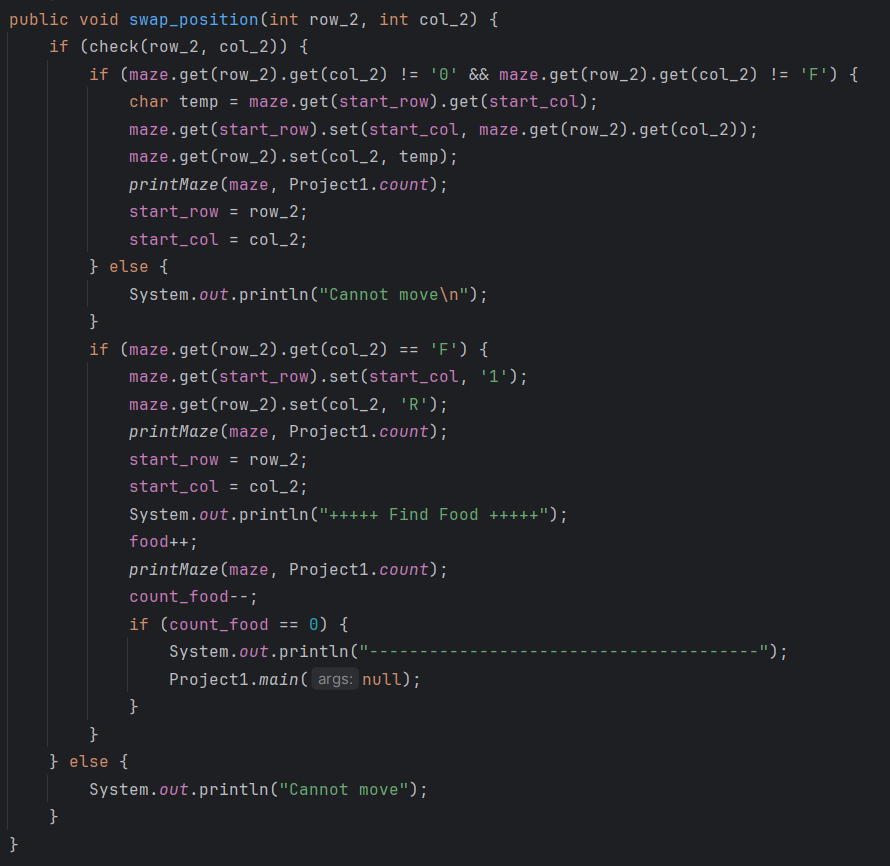 public void swap_position(int row_2, int col_2) {
    if (check(row_2, col_2)) {
        if (maze.get(row_2).get(col_2) != '0' && maze.get(row_2).get(col_2) != 'F') {
            char temp = maze.get(start_row).get(start_col);
            maze.get(start_row).set(start_col, maze.get(row_2).get(col_2));
            maze.get(row_2).set(col_2, temp);
            printMaze(maze, Project1.count);
            start_row = row_2;
            start_col = col_2;
        } else {
            System.out.println("Cannot move\n");
        }
        if (maze.get(row_2).get(col_2) == 'F') {
            maze.get(start_row).set(start_col, '1');
            maze.get(row_2).set(col_2, 'R');
            printMaze(maze, Project1.count);
            start_row = row_2;
            start_col = col_2;
            System.out.println("+++++ Find Food +++++");
            food++;
            printMaze(maze, Project1.count);
            count_food--;
            if (count_food == 0) {
                System.out.println("---------------------------------------");
                Project1.main( args: null);
            }
        }
    } else {
        System.out.println("Cannot move");
    }
}